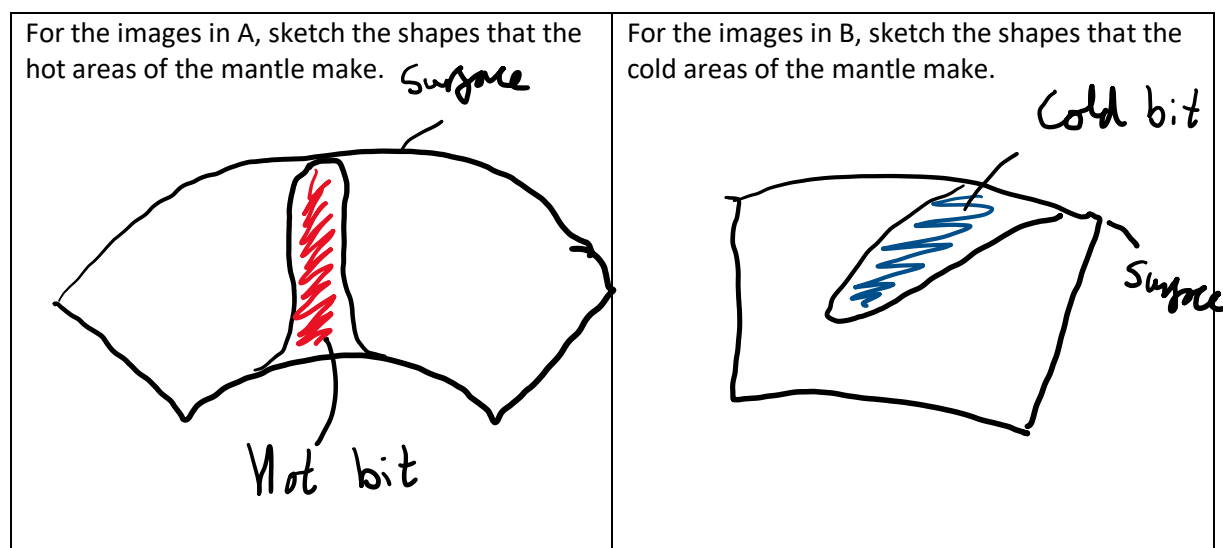 For the images in A, sketch the shapes that the
hot areas of the mantle make.
Surface
Hot bit
For the images in B, sketch the shapes that the
cold areas of the mantle make.
Cold bit
Surface